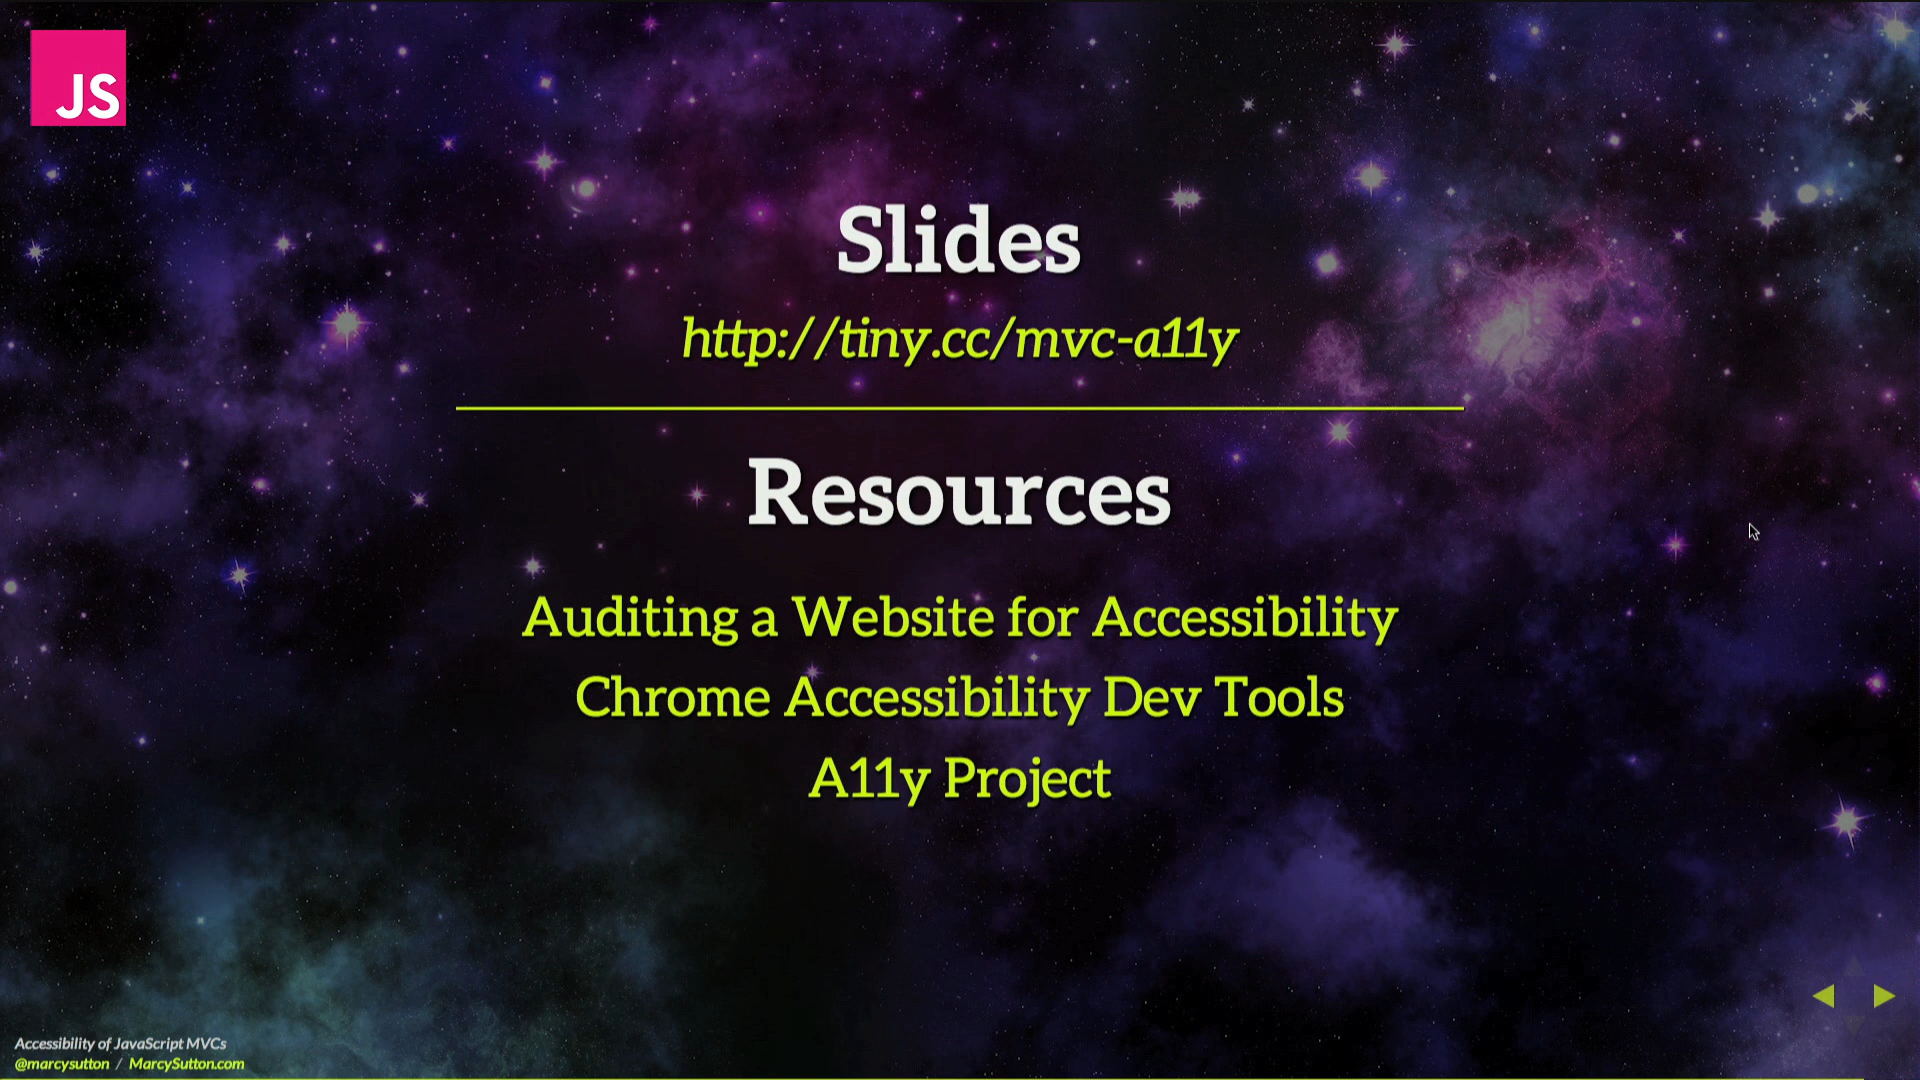 JS
Slides
http://tiny.cc/mvc-a11y
Resources
Auditing a Website for Accessibility
Chrome Accessibility Dev Tools
A11y Project
Accessibility of JavaScript MVCs
@marcysutton / MarcySutton.com